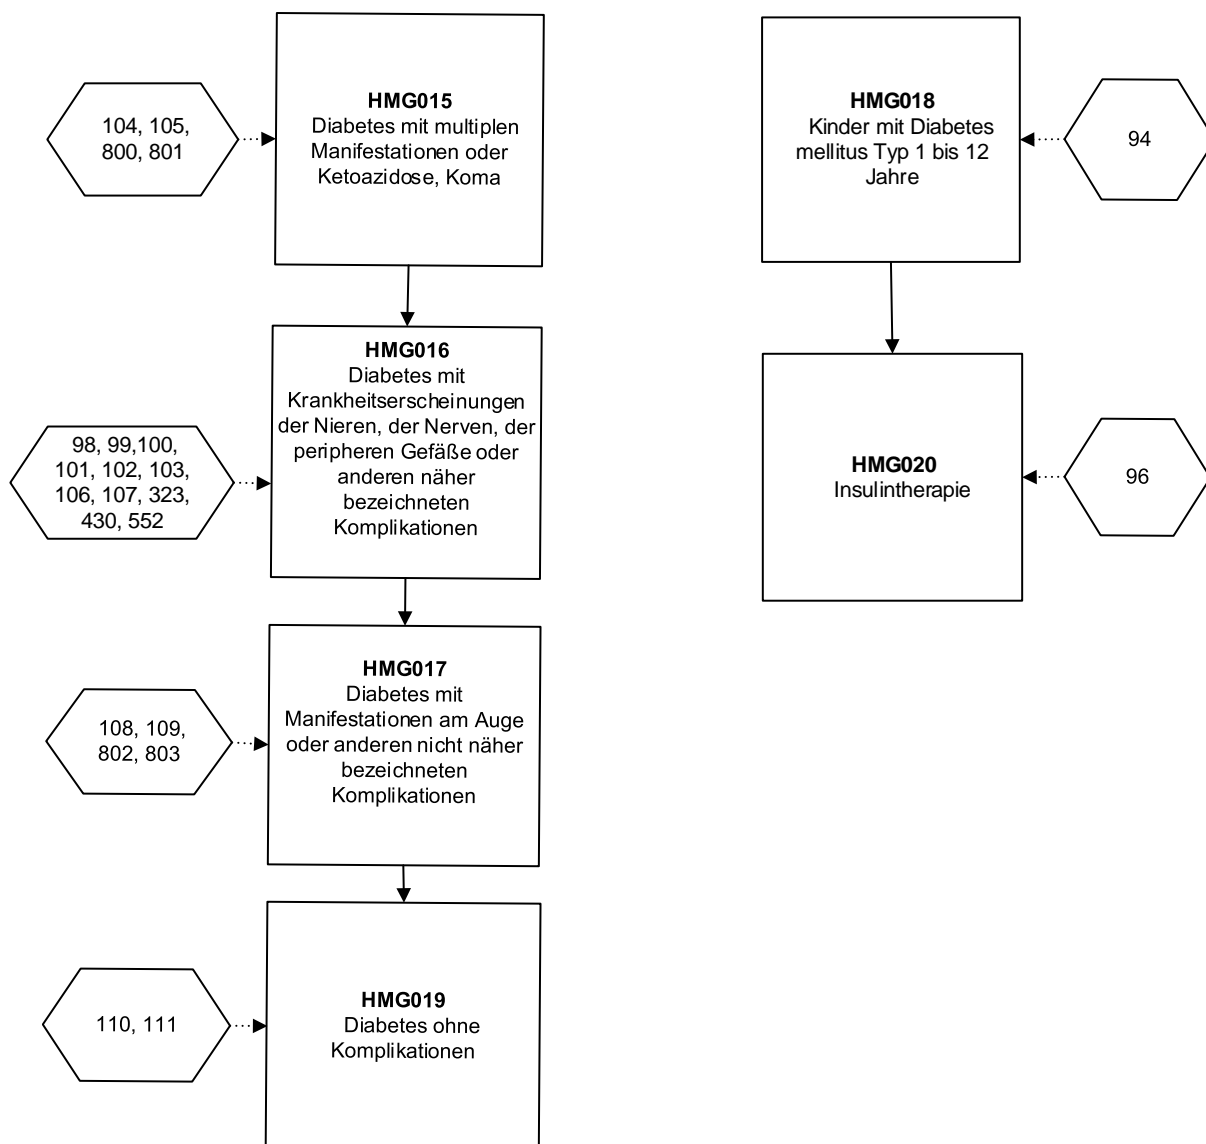 104, 105,
800, 801
HMG015
Diabetes mit multiplen
Manifestationen oder
Ketoazidose, Koma
HMG018
Kinder mit Diabetes
mellitus Typ 1 bis 12
Jahre
94
98, 99,100,
101, 102, 103,
106, 107, 323,
430, 552
HMG016
Diabetes mit
Krankheitserscheinungen
der Nieren, der Nerven, der
peripheren Gefäße oder
anderen näher
bezeichneten
Komplikationen
HMG020
Insulintherapie
96
108, 109,
802, 803
HMG017
Diabetes mit
Manifestationen am Auge
oder anderen nicht näher
bezeichneten
Komplikationen
110, 111
HMG019
Diabetes ohne
Komplikationen